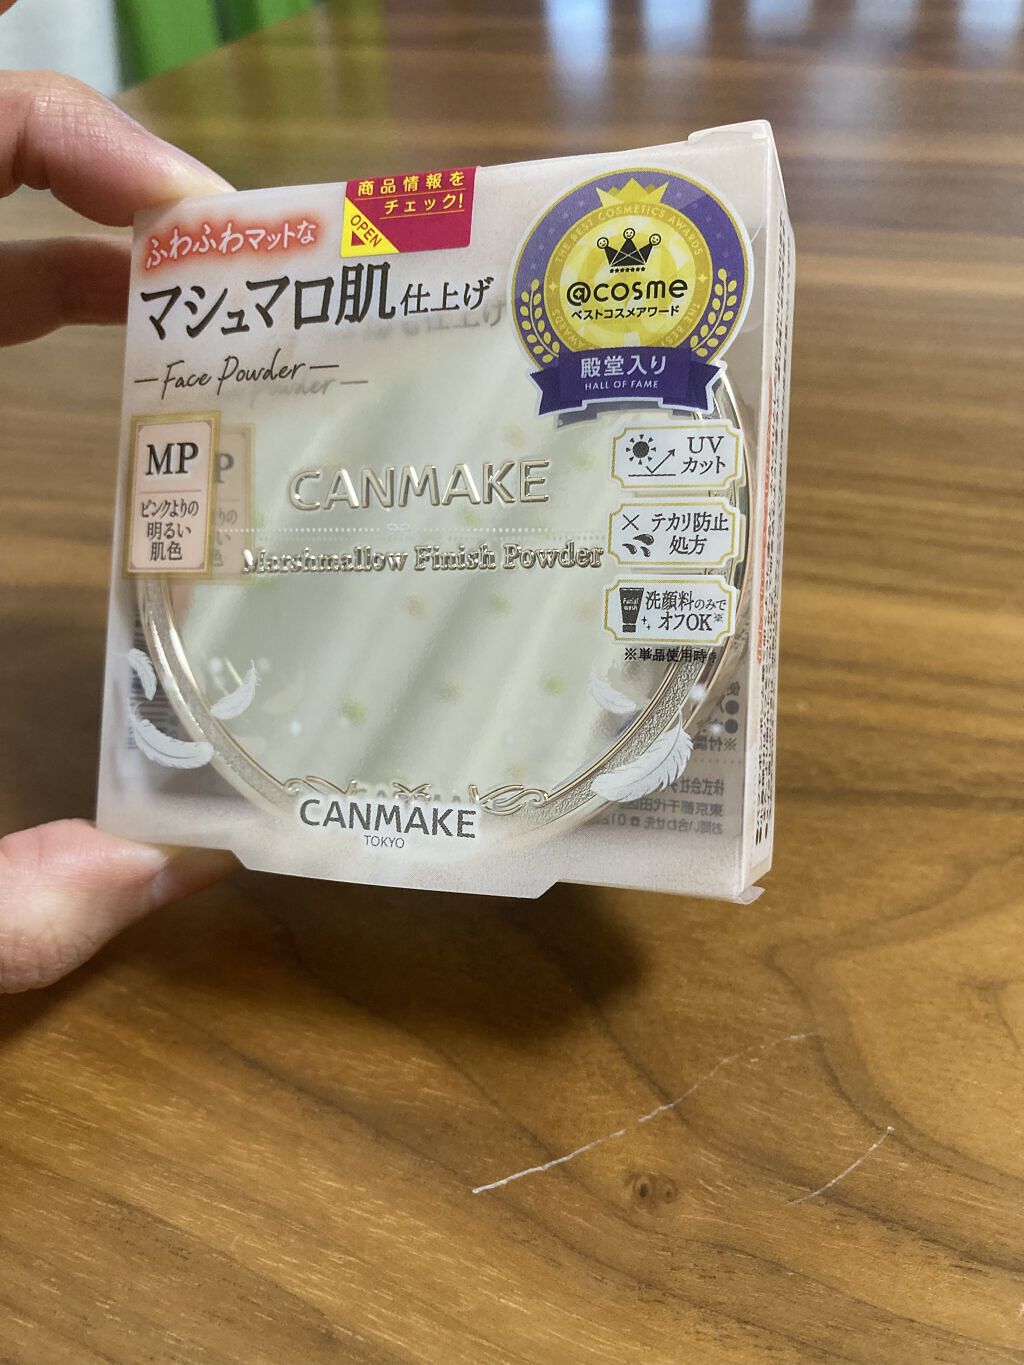 商品情報を
チェック!
OPEN
ふわふわマットな
マシュマロ肌仕上げ
Face Powder
MP
ピンクよりの
明るい
肌色
THE BEST COSMETICS AWARDS
@cosme
ベストコスメアワード
殿堂入り
HALL OF FAME
UV
カット
テカリ防止
処方
Facial
wash
洗顔料のみで
オフOK※
※単品使用時
CANMAKE
Marshmallow Finish Powder
CANMAKE
TOKYO